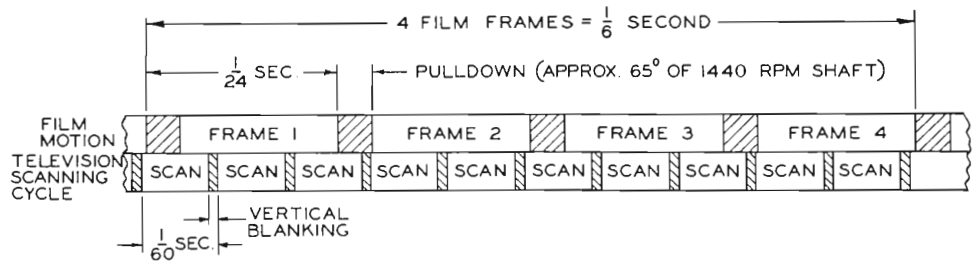 4 FILM FRAMES = 1/6 SECOND
1/24 SEC.
PULLDOWN (APPROX. 65° OF 1440 RPM SHAFT)
FILM MOTION
FRAME 1 FRAME 2 FRAME 3 FRAME 4
TELEVISION SCANNING CYCLE
SCAN SCAN SCAN SCAN SCAN SCAN SCAN SCAN SCAN SCAN
VERTICAL BLANKING
1/60 SEC.